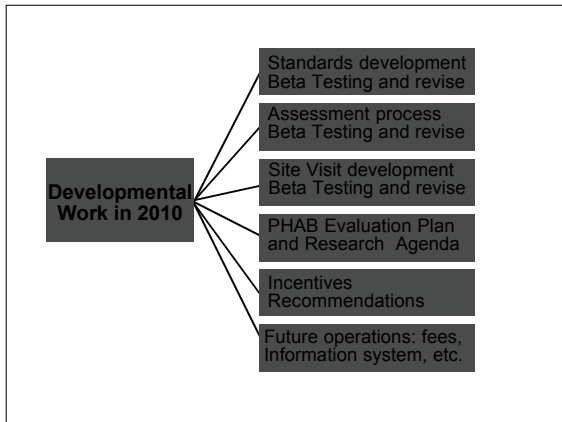 Developmental
Work in 2010
Standards development
Beta Testing and revise
Assessment process
Beta Testing and revise
Site Visit development
Beta Testing and revise
PHAB Evaluation Plan
and Research Agenda
Incentives
Recommendations
Future operations: fees,
Information system, etc.